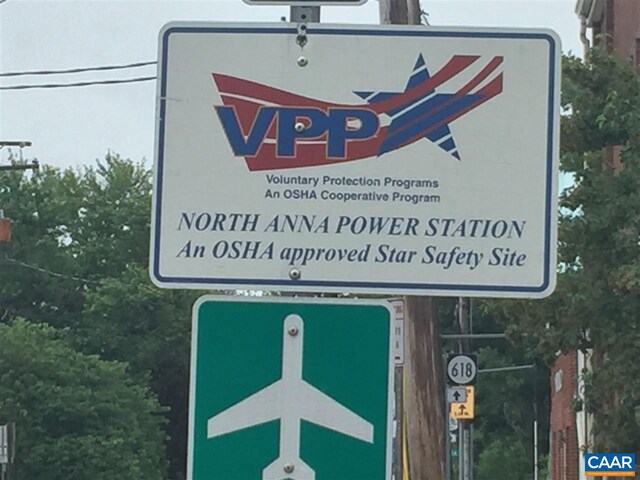 VPP
Voluntary Protection Programs
An OSHA Cooperative Program
NORTH ANNA POWER STATION
An OSHA approved Star Safety Site
618
CAAR